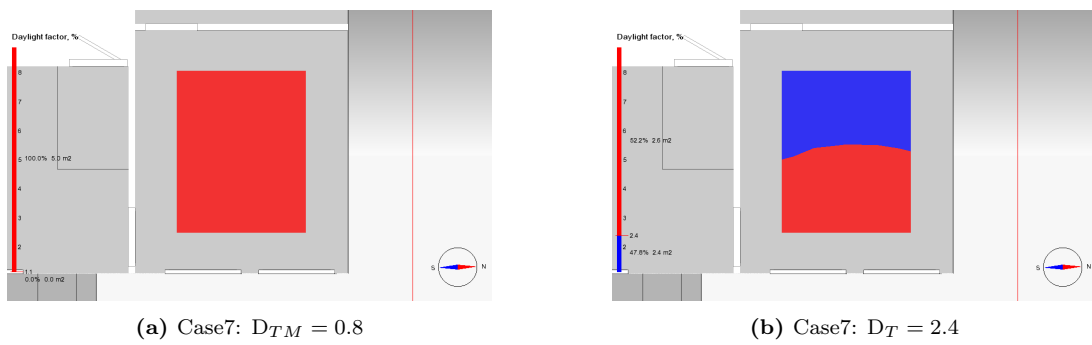 Daylight factor, %
8
7
6
100.0% 5.0 m2
5
4
3
2
1.1
0.0% 0.0 m2
S N
(a) Case7: D_TM = 0.8
Daylight factor, %
8
7
6
52.2% 2.6 m2
5
4
3
2.4
2
47.8% 2.4 m2
S N
(b) Case7: D_T = 2.4